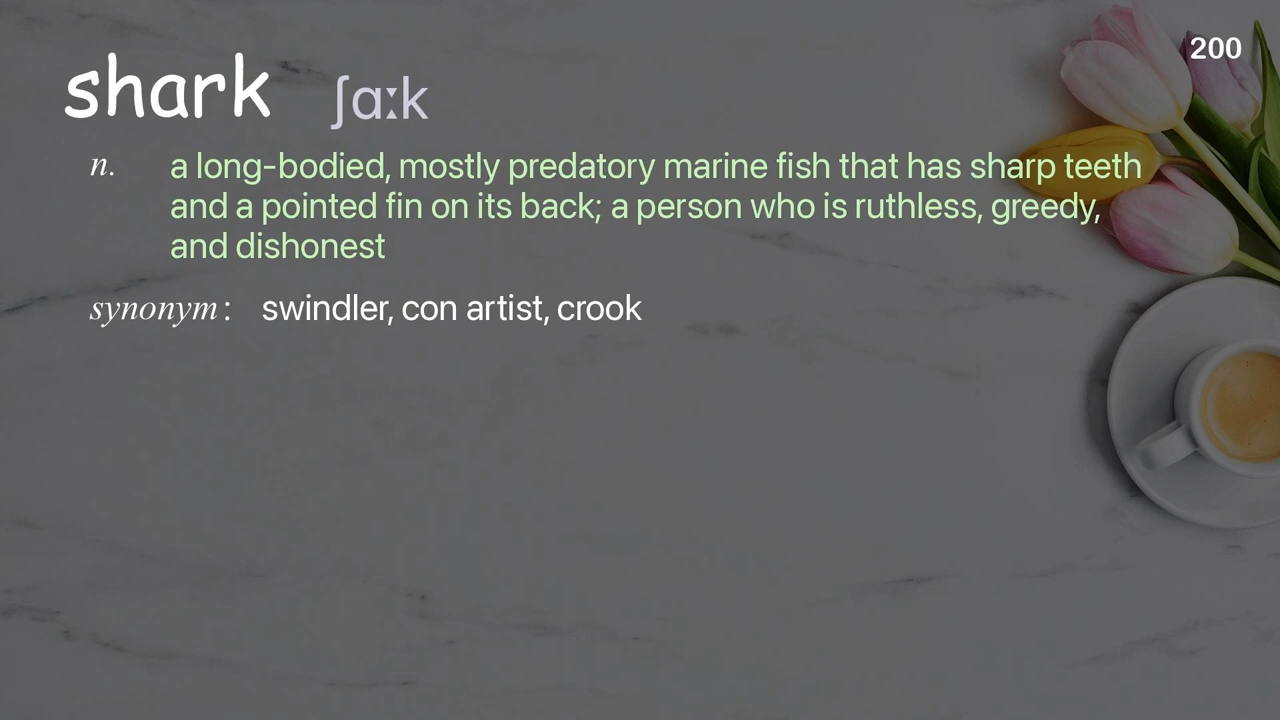 200
shark ʃɑːk
n. a long-bodied, mostly predatory marine fish that has sharp teeth
and a pointed fin on its back; a person who is ruthless, greedy,
and dishonest
synonym: swindler, con artist, crook